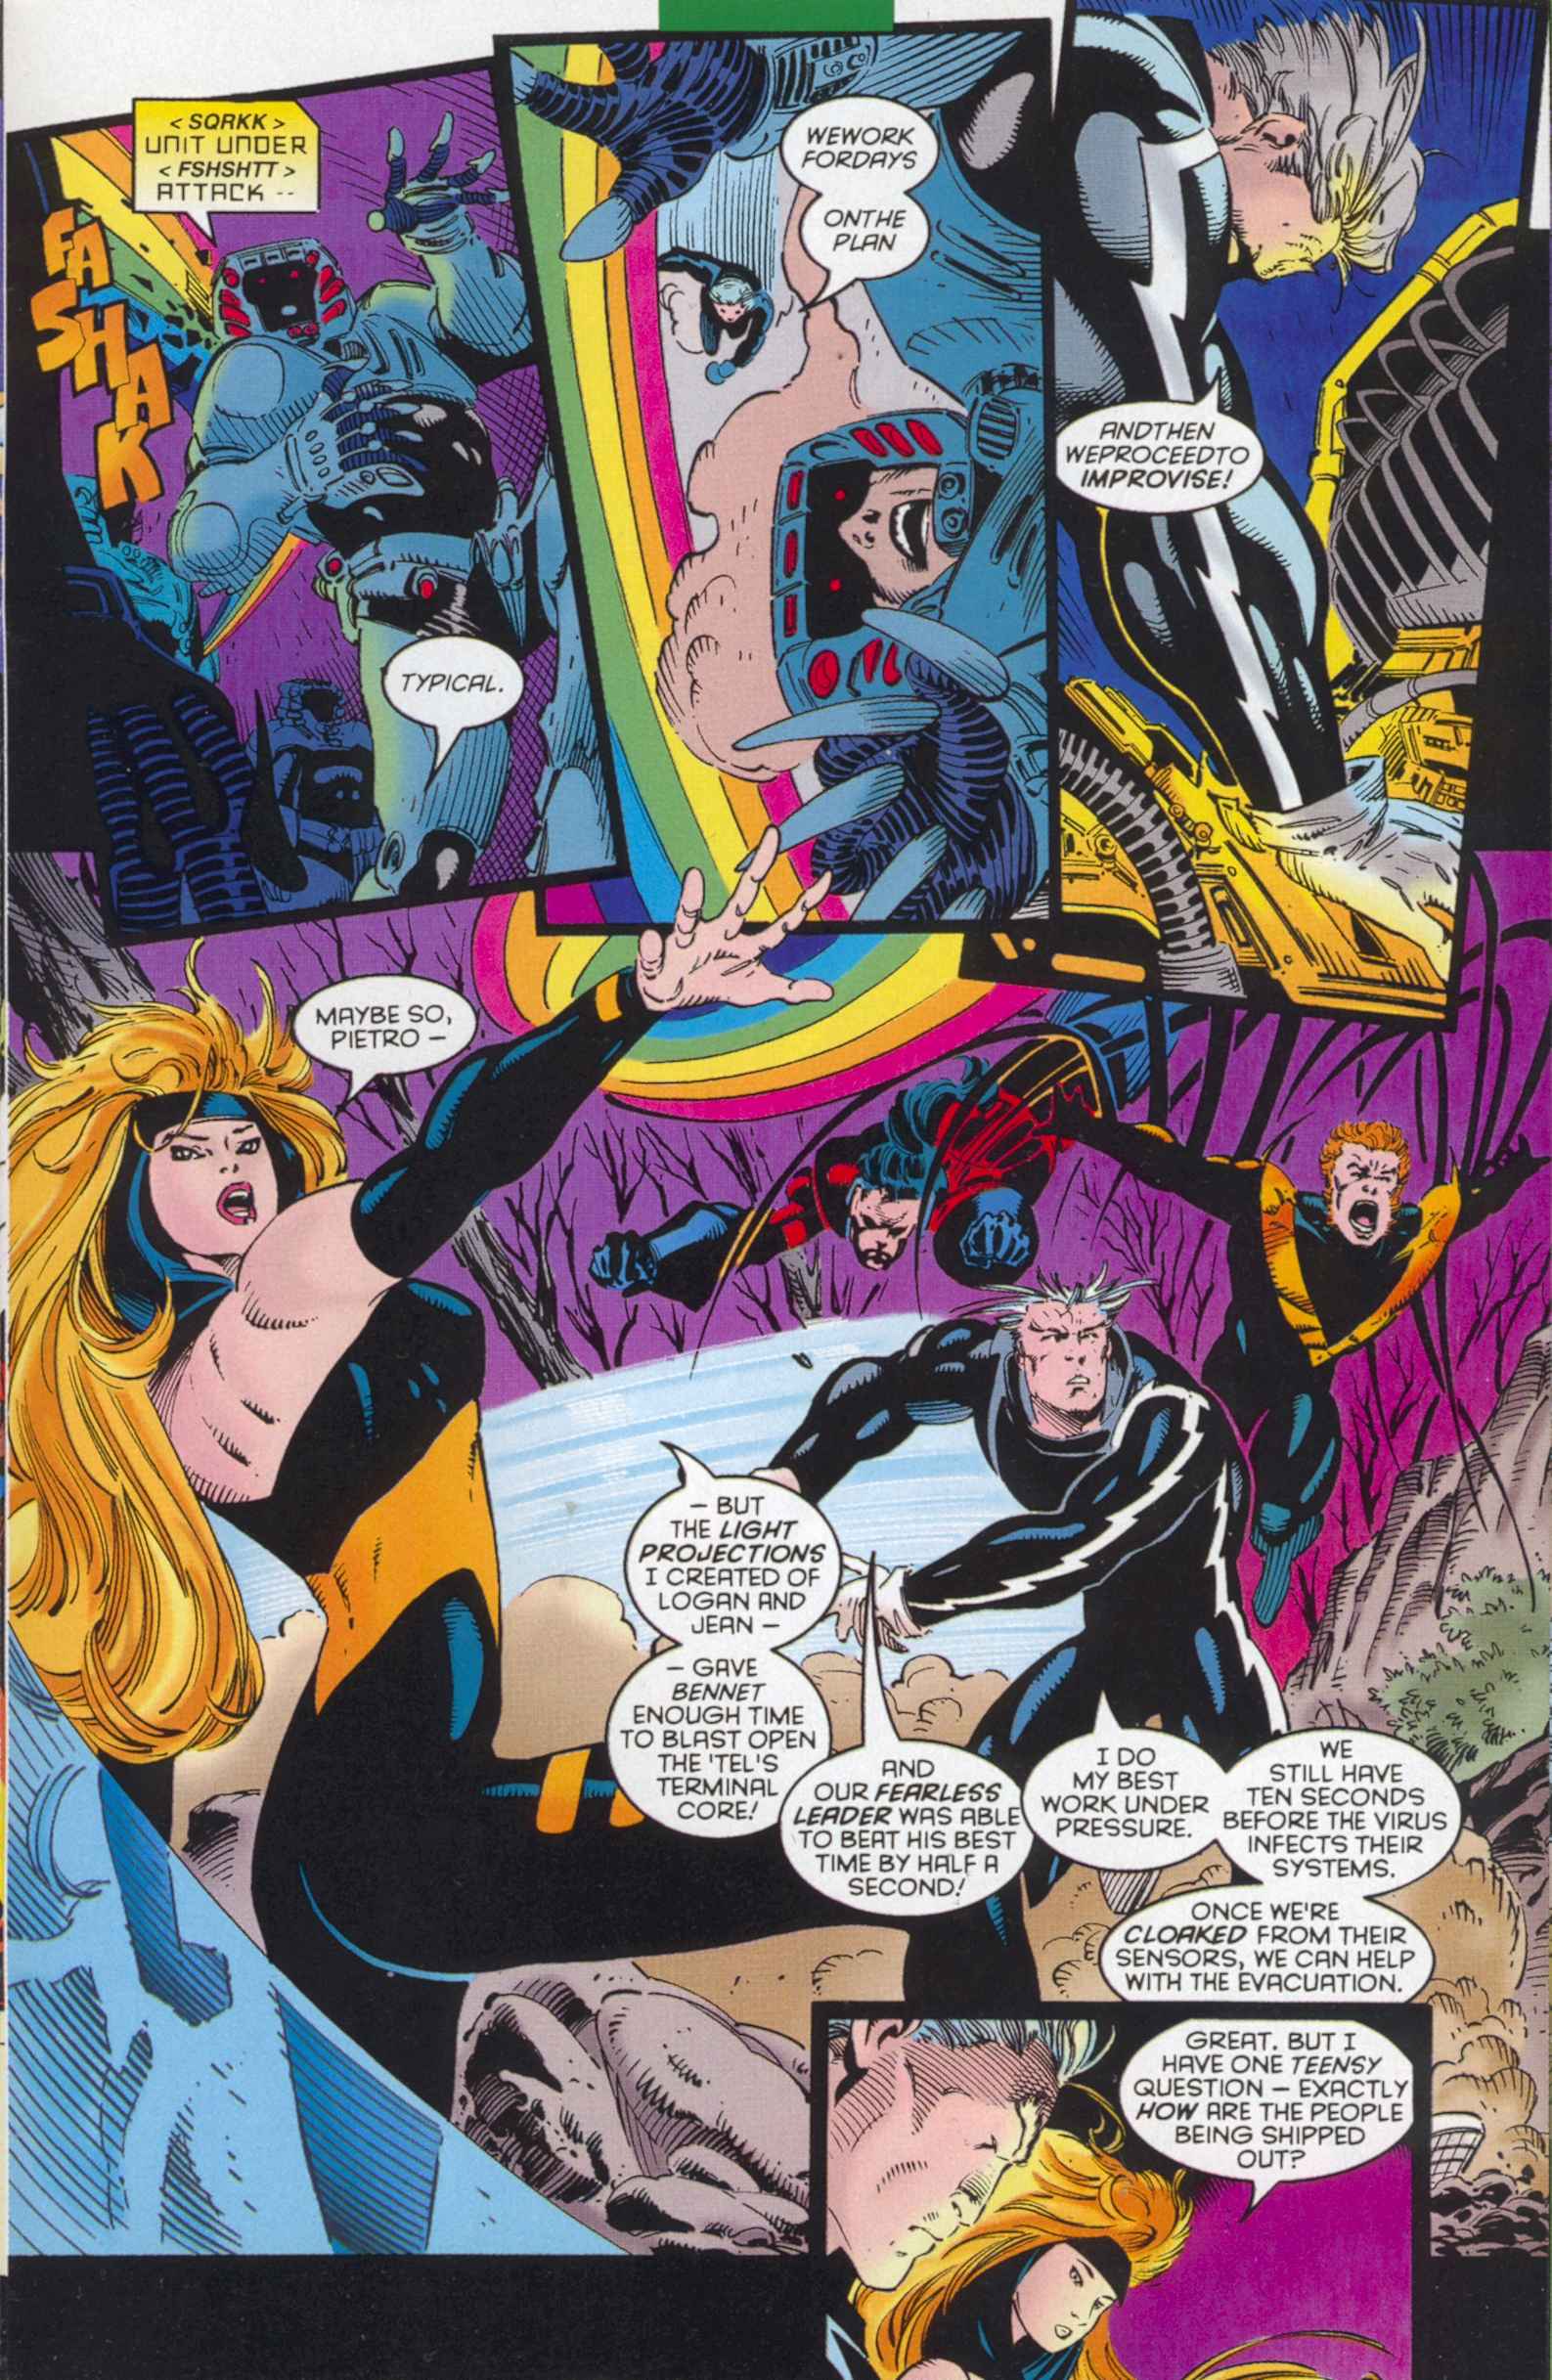 < SQRKK >
UNIT UNDER
< FSHSHTT >
ATTACK --
FASHAK
TYPICAL.
WEWORK
FORDAYS
ONTHE
PLAN
ANDTHEN
WEPROCEEDTO
IMPROVISE!
MAYBE SO,
PIETRO –
– BUT
THE LIGHT
PROJECTIONS
I CREATED OF
LOGAN AND
JEAN –
– GAVE
BENNET
ENOUGH TIME
TO BLAST OPEN
THE 'TEL'S
TERMINAL
CORE!
AND
OUR FEARLESS
LEADER WAS ABLE
TO BEAT HIS BEST
TIME BY HALF A
SECOND!
I DO
MY BEST
WORK UNDER
PRESSURE.
WE
STILL HAVE
TEN SECONDS
BEFORE THE VIRUS
INFECTS THEIR
SYSTEMS.
ONCE WE'RE
CLOAKED FROM THEIR
SENSORS, WE CAN HELP
WITH THE EVACUATION.
GREAT. BUT I
HAVE ONE TEENSY
QUESTION – EXACTLY
HOW ARE THE PEOPLE
BEING SHIPPED
OUT?